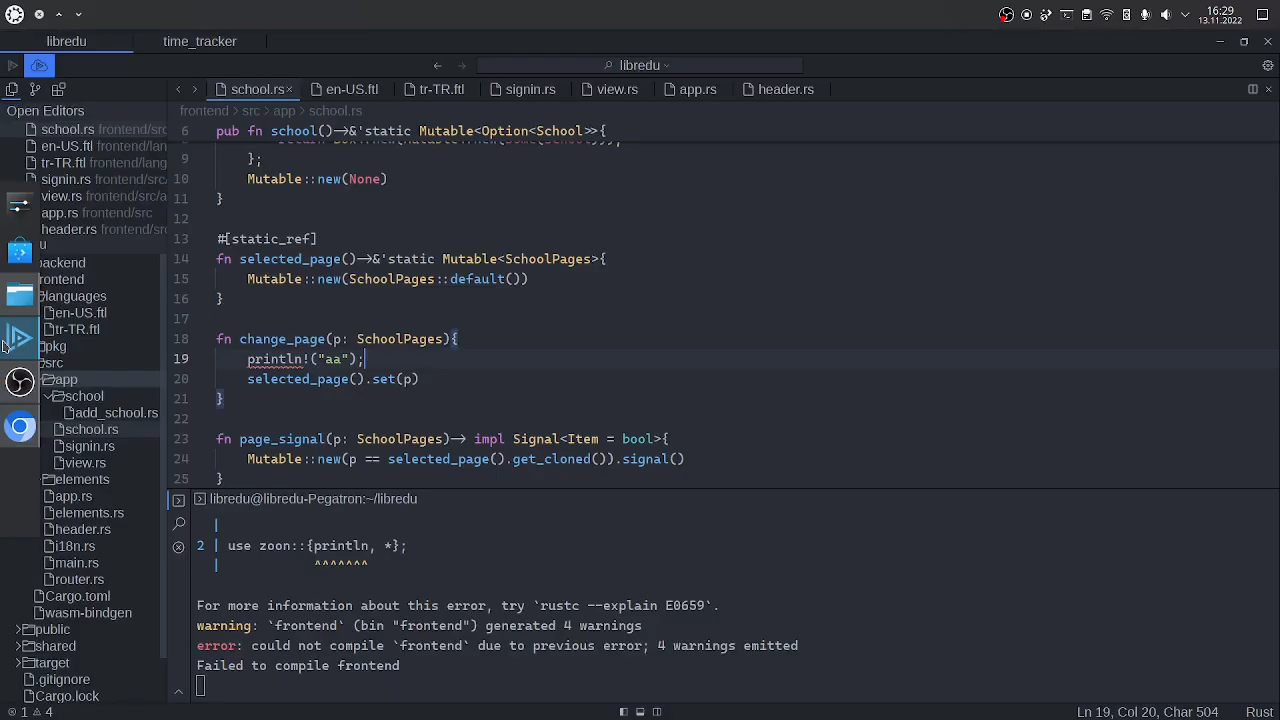 16:29
13.11.2022
libredu
time_tracker
libredu
school.rs
en-US.ftl
tr-TR.ftl
signin.rs
view.rs
app.rs
header.rs
Open Editors
school.rs frontend/src
en-US.ftl frontend/lan
tr-TR.ftl frontend/lang
signin.rs frontend/src
view.rs frontend/src/a
app.rs frontend/src
header.rs frontend/src
u
backend
frontend
languages
en-US.ftl
tr-TR.ftl
pkg
src
app
school
add_school.rs
school.rs
signin.rs
view.rs
elements
app.rs
elements.rs
header.rs
i18n.rs
main.rs
router.rs
Cargo.toml
wasm-bindgen
public
shared
target
.gitignore
Cargo.lock
frontend > src > app > school.rs
6 pub fn school()->&'static Mutable<Option<School>>{
9 };
10 Mutable::new(None)
11 }
12
13 #[static_ref]
14 fn selected_page()->&'static Mutable<SchoolPages>{
15 Mutable::new(SchoolPages::default())
16 }
17
18 fn change_page(p: SchoolPages){
19 println!("aa");
20 selected_page().set(p)
21 }
22
23 fn page_signal(p: SchoolPages)-> impl Signal<Item = bool>{
24 Mutable::new(p == selected_page().get_cloned()).signal()
25 }
libredu@libredu-Pegatron:~/libredu
|
2 | use zoon::{println, *};
| ^^^^^^^
For more information about this error, try `rustc --explain E0659`.
warning: `frontend` (bin "frontend") generated 4 warnings
error: could not compile `frontend` due to previous error; 4 warnings emitted
Failed to compile frontend
1 4
Ln 19, Col 20, Char 504
Rust